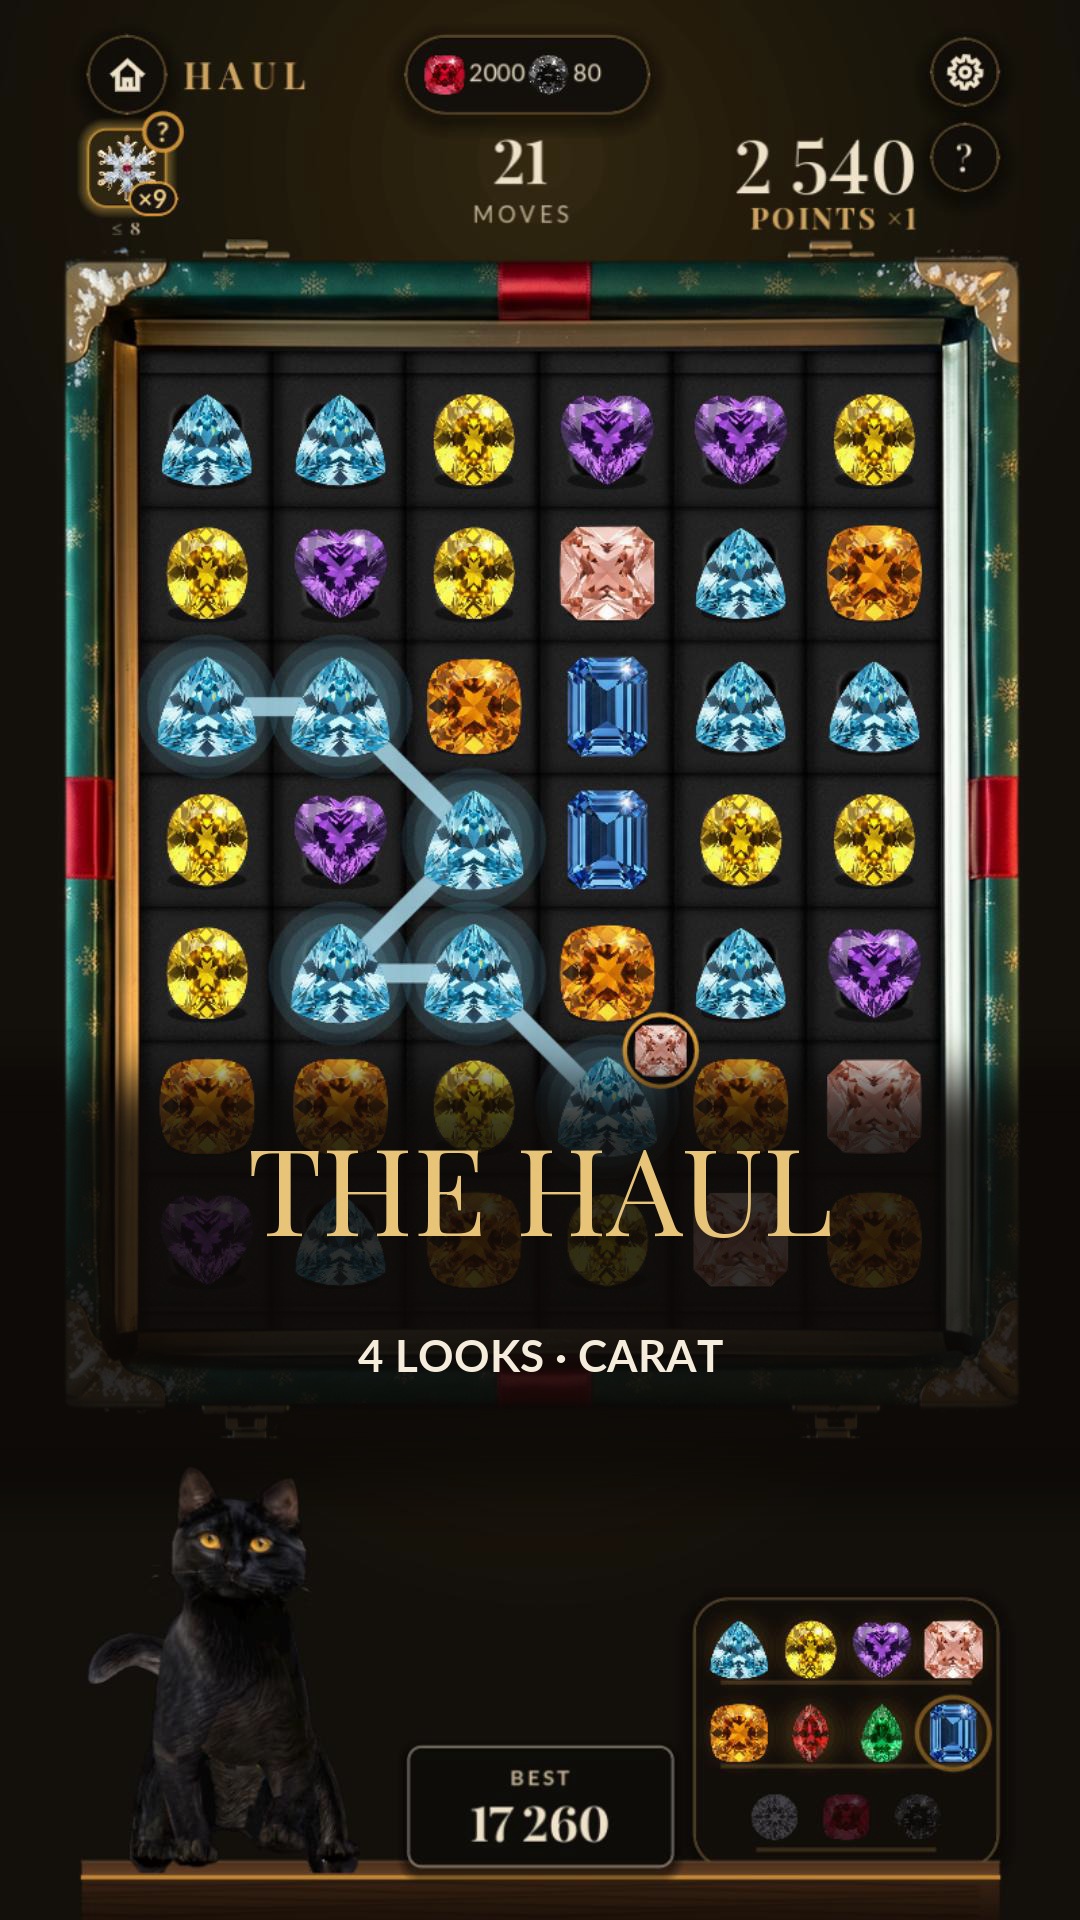 HAUL
2000 80
?
×9
≤ 8
21
MOVES
2 540
POINTS ×1
?
THE HAUL
4 LOOKS · CARAT
BEST
17 260